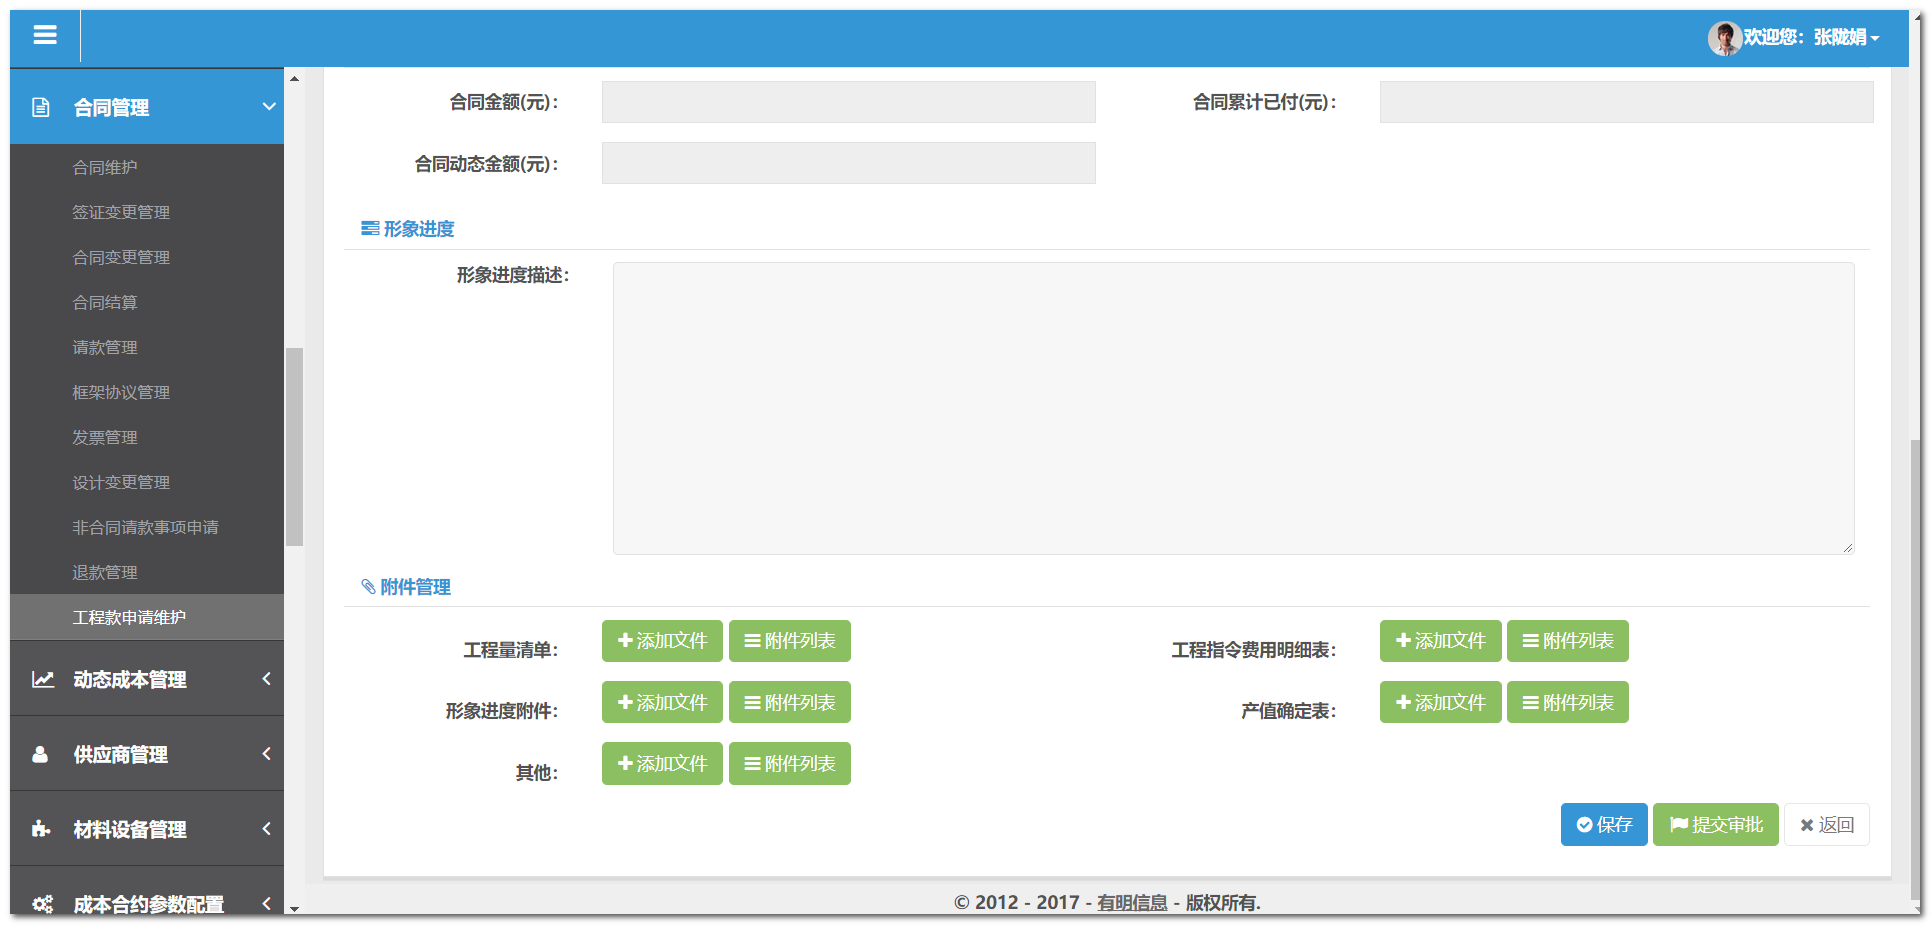 欢迎您：张陇娟
合同管理
合同维护
签证变更管理
合同变更管理
合同结算
请款管理
框架协议管理
发票管理
设计变更管理
非合同请款事项申请
退款管理
工程款申请维护
动态成本管理
供应商管理
材料设备管理
成本合约参数配置
合同金额(元)： 合同累计已付(元)：
合同动态金额(元)：
形象进度
形象进度描述：
附件管理
工程量清单： 添加文件 附件列表 工程指令费用明细表： 添加文件 附件列表
形象进度附件： 添加文件 附件列表 产值确定表： 添加文件 附件列表
其他： 添加文件 附件列表
保存 提交审批 返回
© 2012 - 2017 - 有明信息 - 版权所有.